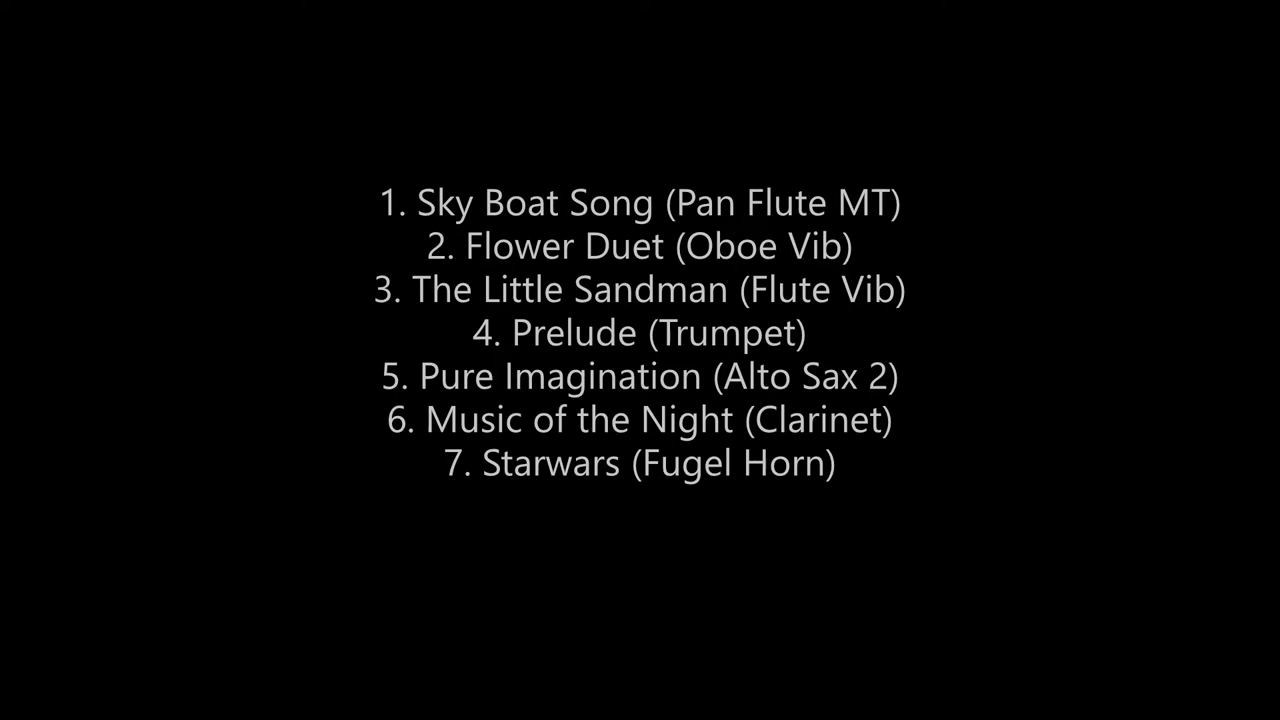 1. Sky Boat Song (Pan Flute MT)
2. Flower Duet (Oboe Vib)
3. The Little Sandman (Flute Vib)
4. Prelude (Trumpet)
5. Pure Imagination (Alto Sax 2)
6. Music of the Night (Clarinet)
7. Starwars (Fugel Horn)